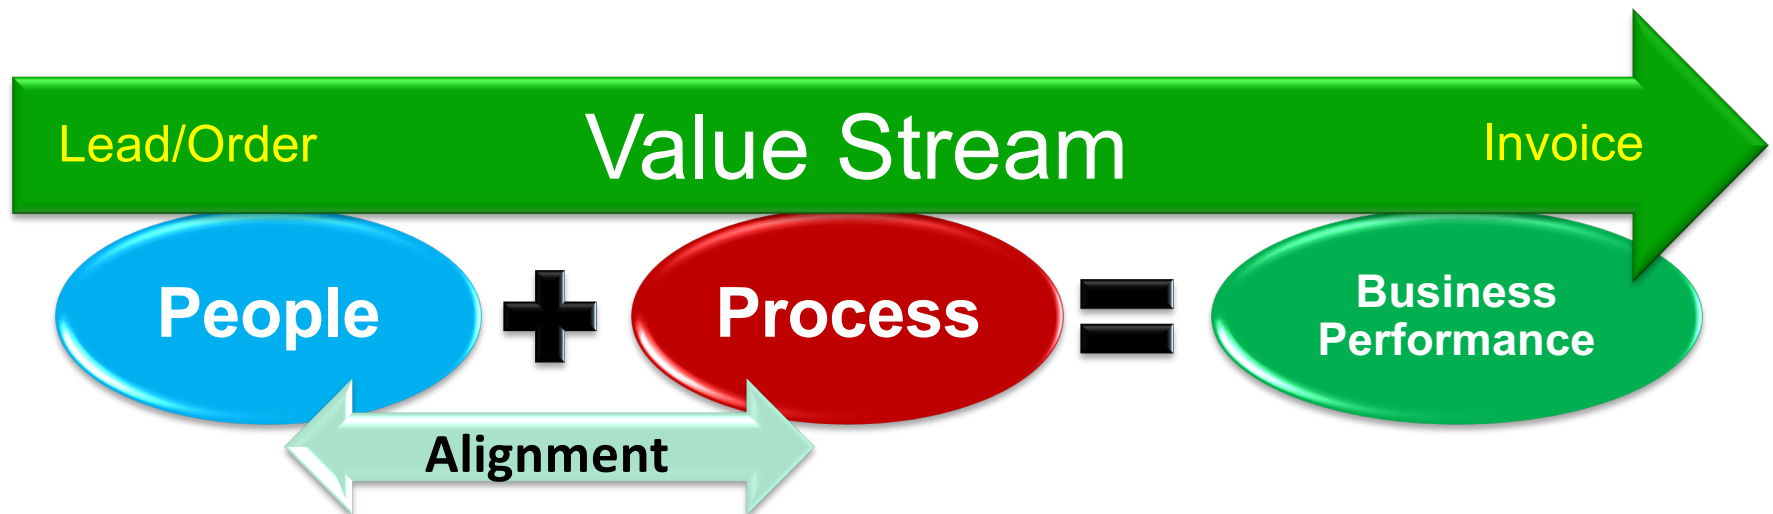 Lead/Order
Value Stream
Invoice
People
Process
Business
Performance
Alignment